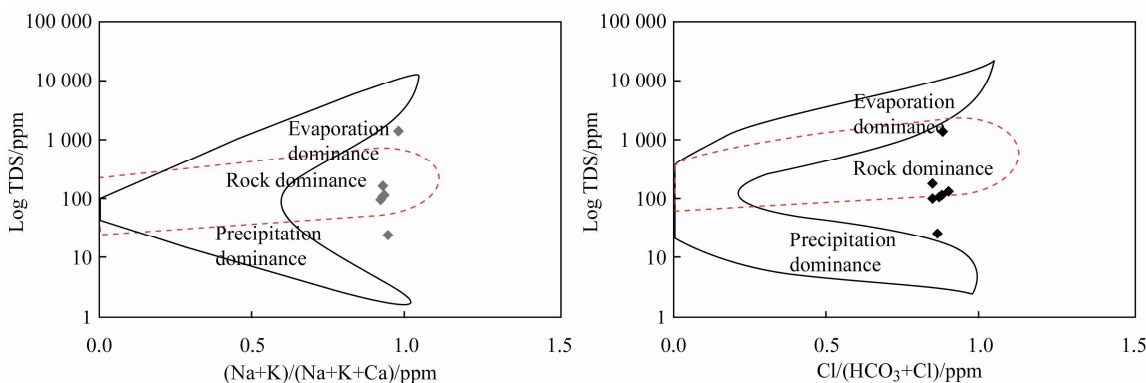 100 000
10 000
1 000
100
10
1
Log TDS/ppm
Evaporation
dominance
Rock dominance
Precipitation
dominance
0.0
0.5
1.0
1.5
(Na+K)/(Na+K+Ca)/ppm
100 000
10 000
1 000
100
10
1
Log TDS/ppm
Evaporation
dominance
Rock dominance
Precipitation
dominance
0.0
0.5
1.0
1.5
Cl/(HCO₃+Cl)/ppm